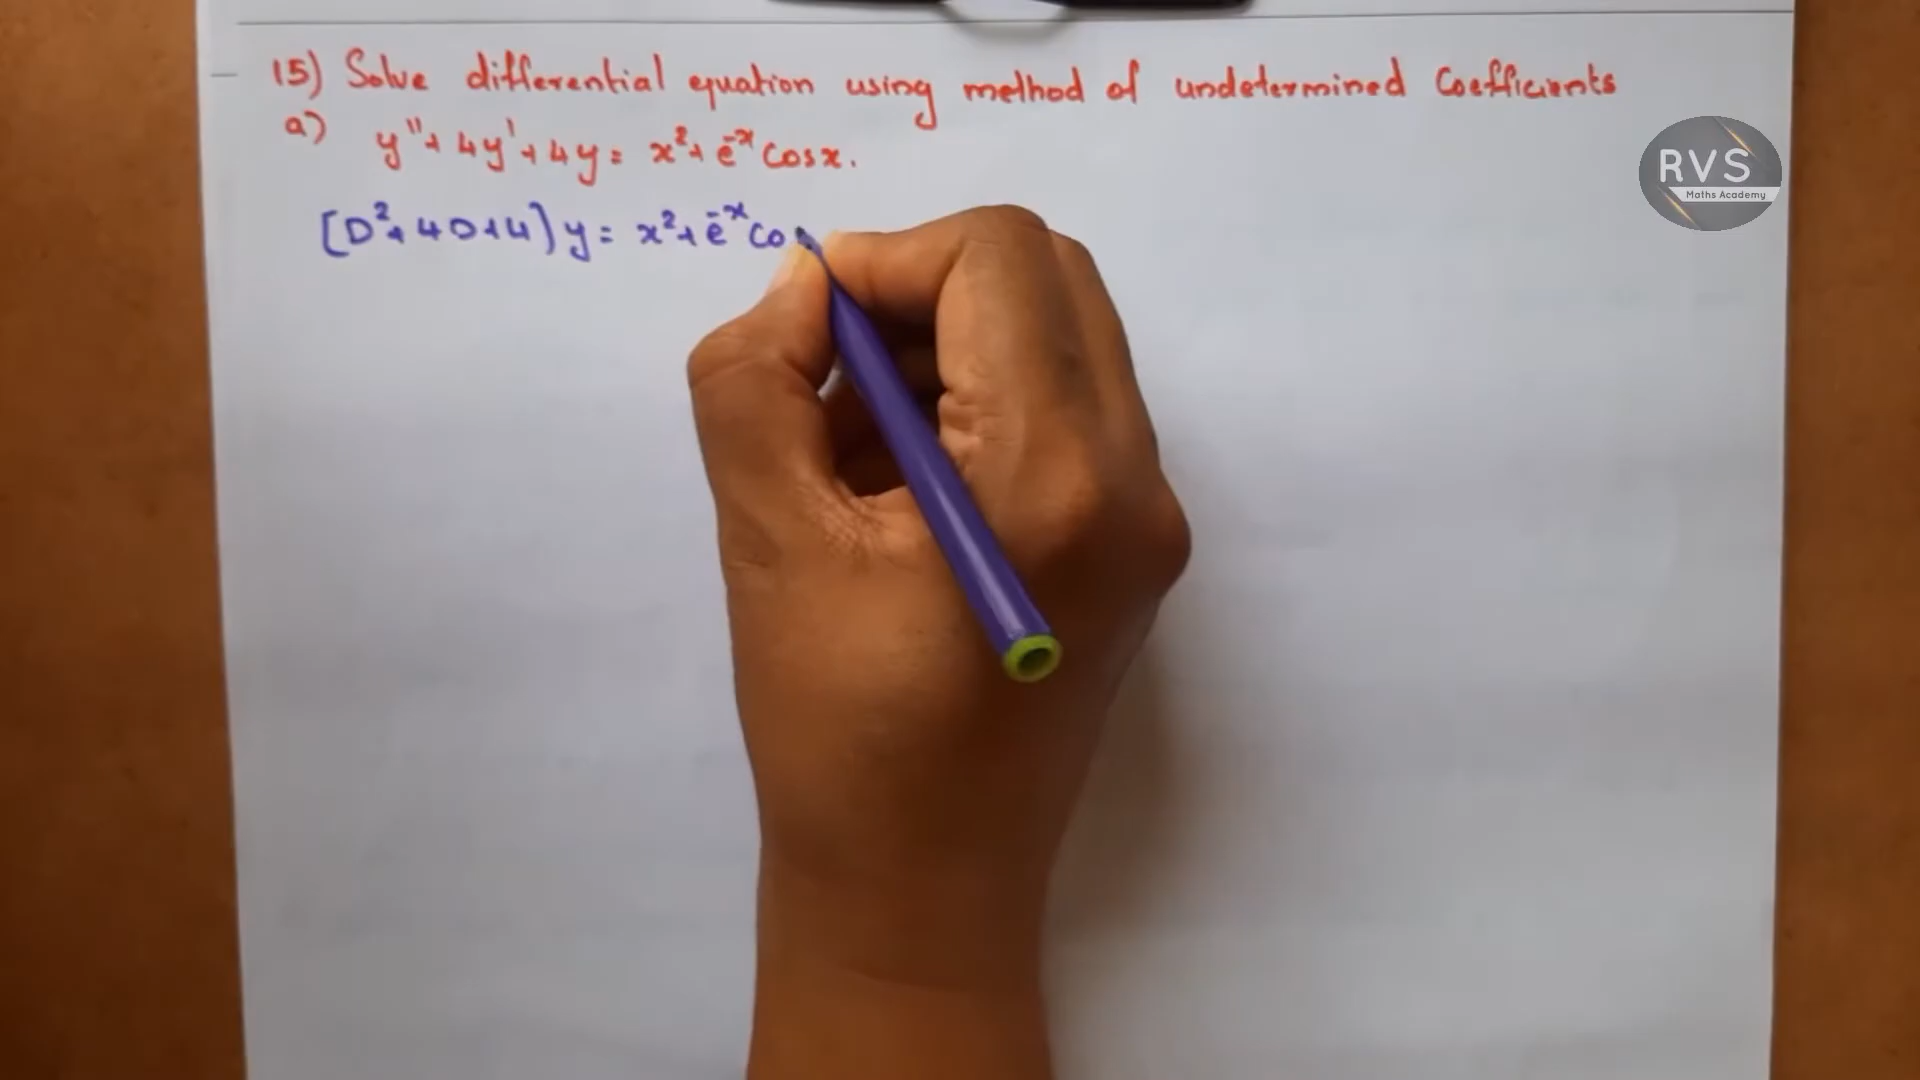 15) Solve differential equation using method of undetermined Coefficients
a) y'' + 4y' + 4y = x² + e⁻ˣ Cosx.
[D² + 4D + 4] y = x² + e⁻ˣ Co
RVS
Maths Academy